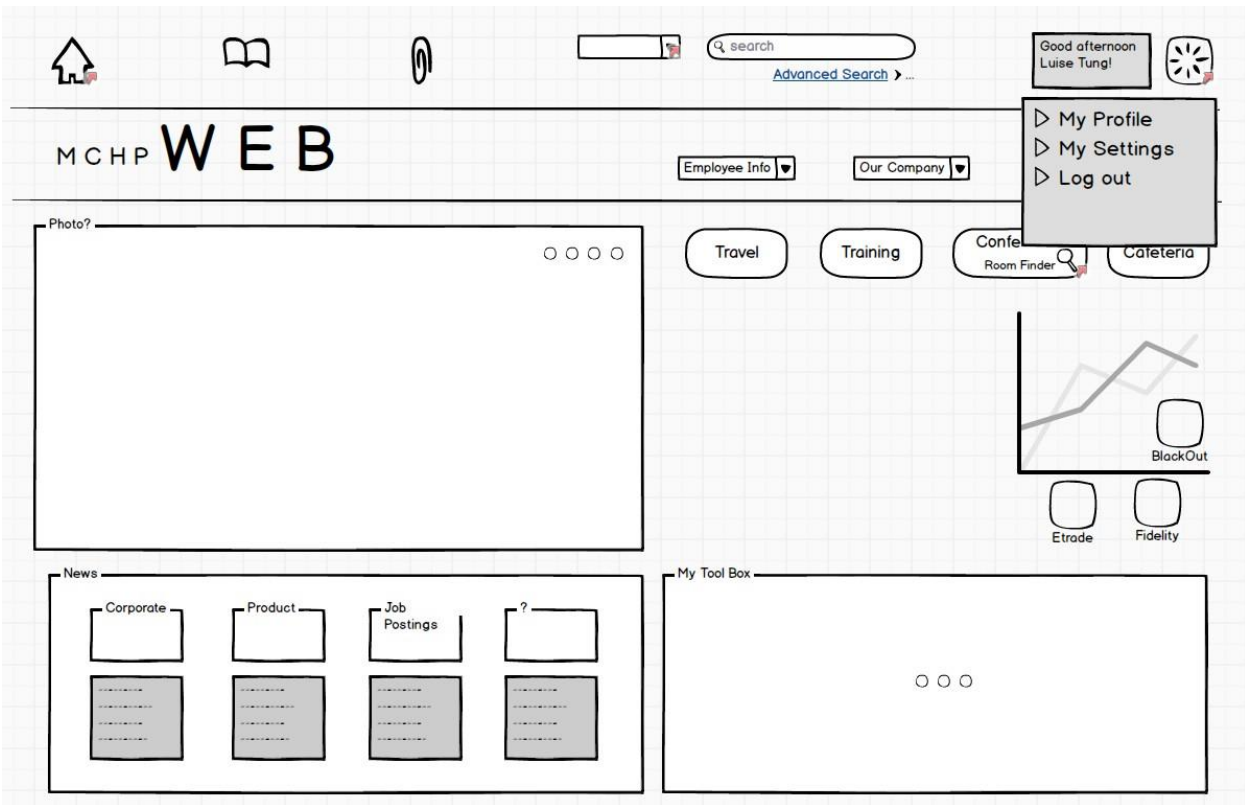 search
Advanced Search
...
Good afternoon
Luise Tung!
My Profile
My Settings
Log out
MCHP WEB
Employee Info
Our Company
Photo?
Travel
Training
Confe
Room Finder
Cafeteria
BlackOut
Etrade
Fidelity
News
Corporate
Product
Job
Postings
?
My Tool Box